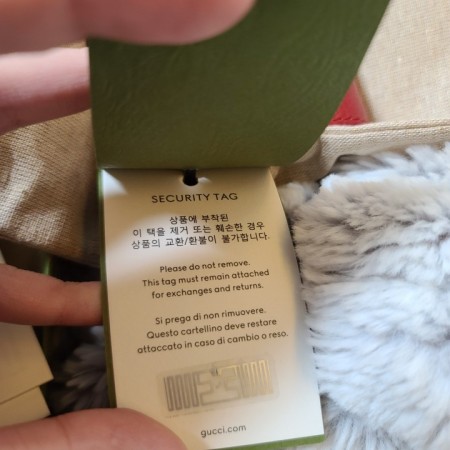 SECURITY TAG
상품에 부착된
이 택을 제거 또는 훼손한 경우
상품의 교환/환불이 불가합니다.
Please do not remove.
This tag must remain attached
for exchanges and returns.
Si prega di non rimuovere.
Questo cartellino deve restare
attaccato in caso di cambio o reso.
gucci.com